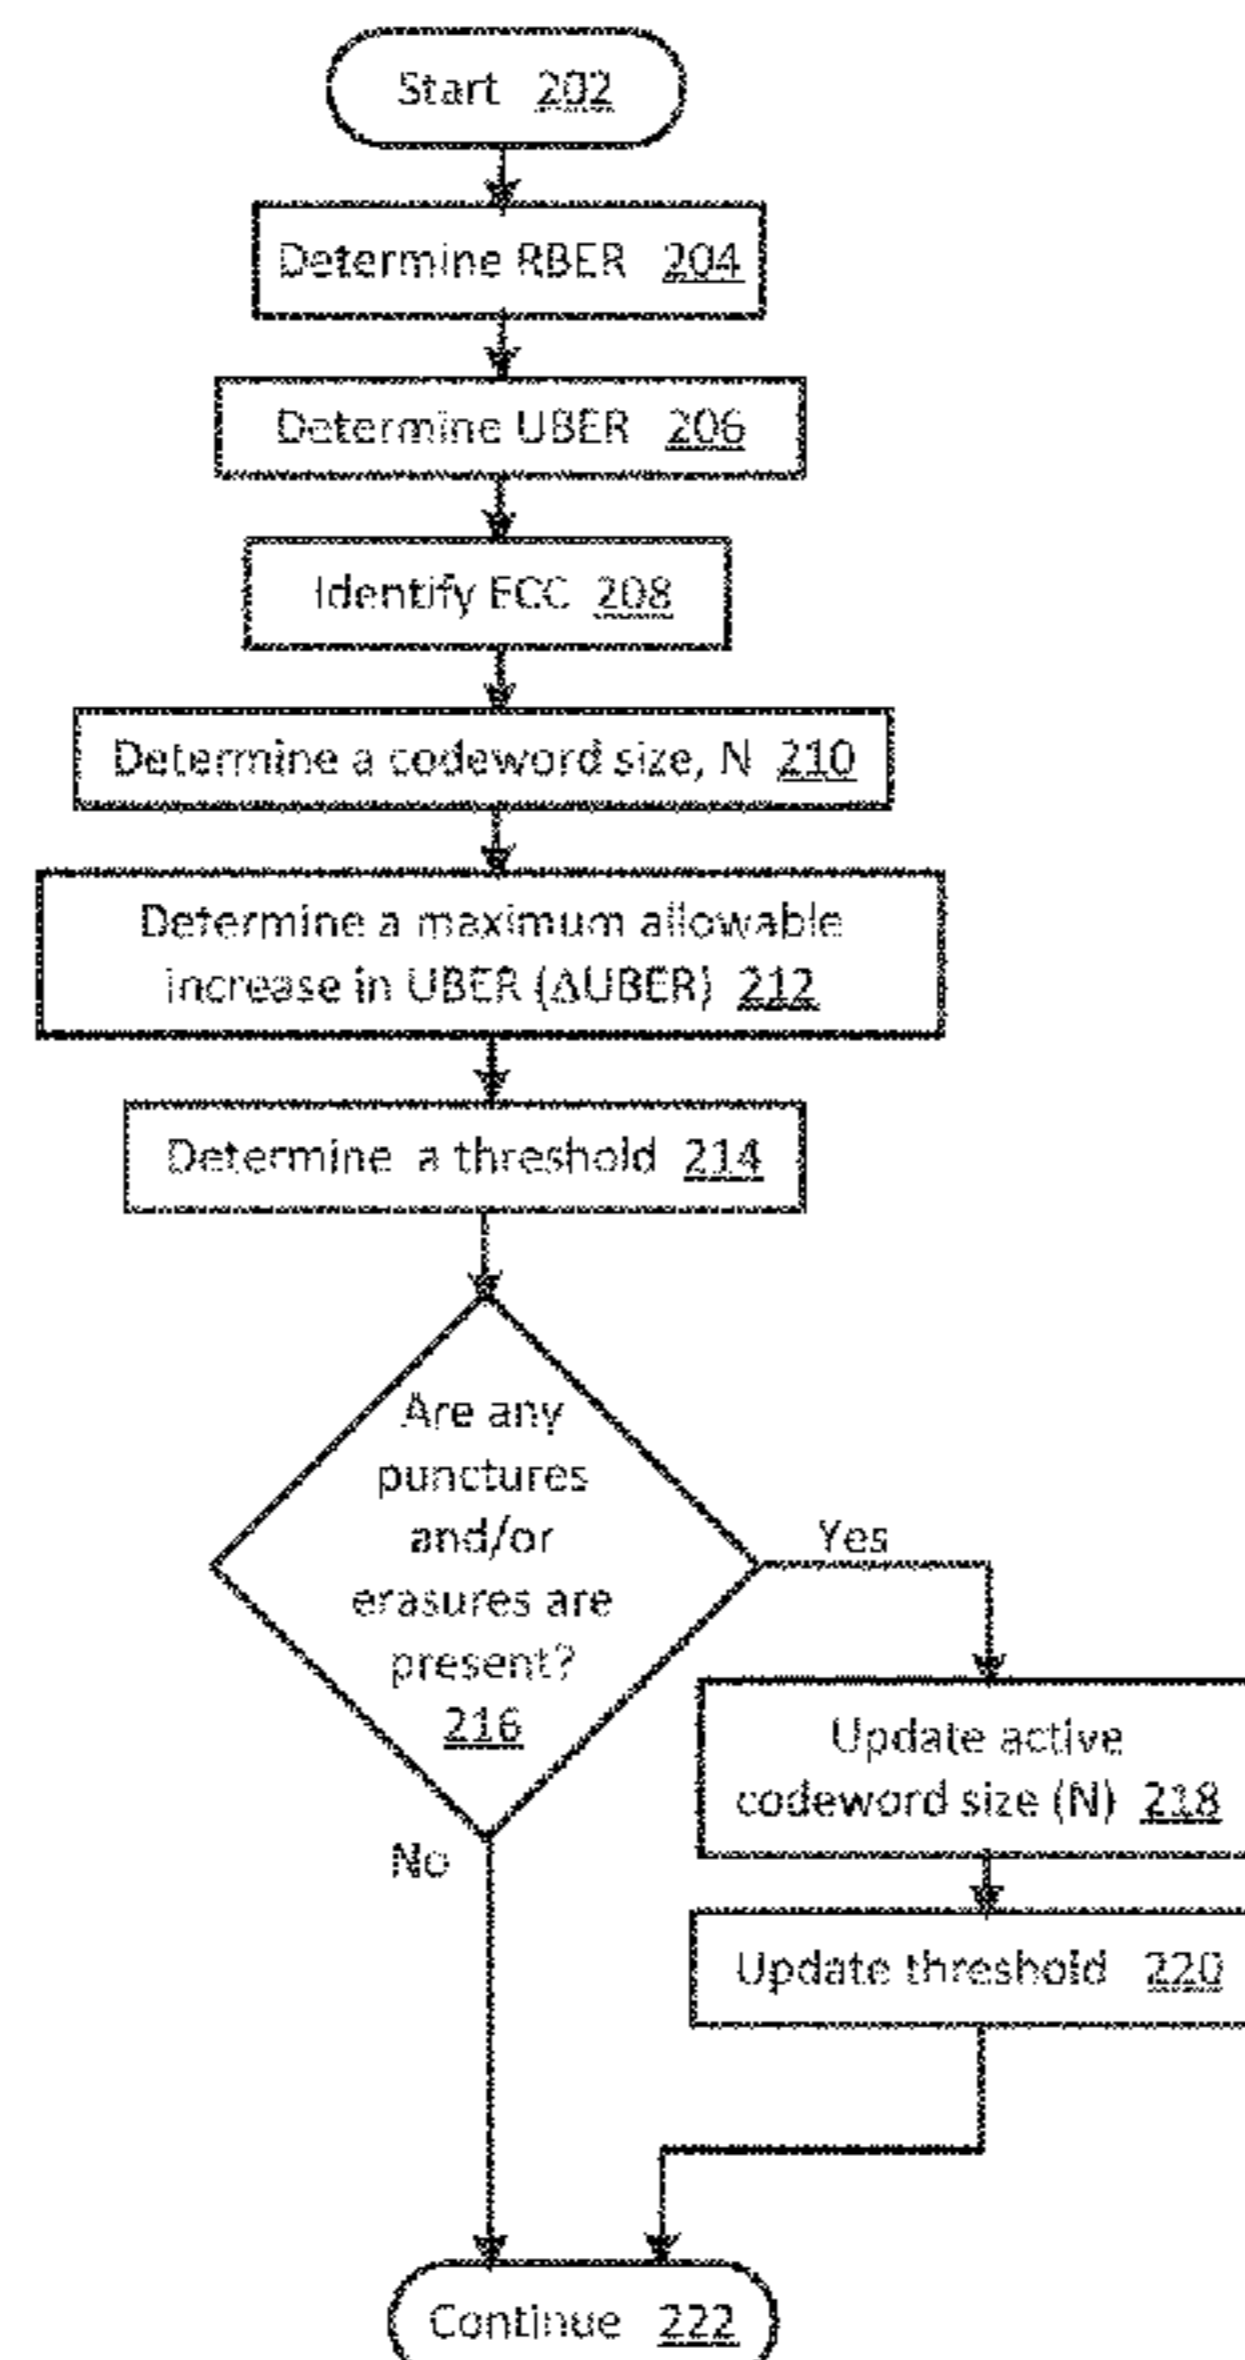 Start 202
Determine RBER 204
Determine UBER 206
Identify ECC 208
Determine a codeword size, N 210
Determine a maximum allowable
increase in UBER (ΔUBER) 212
Determine a threshold 214
Are any
punctures
and/or
erasures are
present?
216
Yes
Update active
codeword size (N) 218
No
Update threshold 220
Continue 222